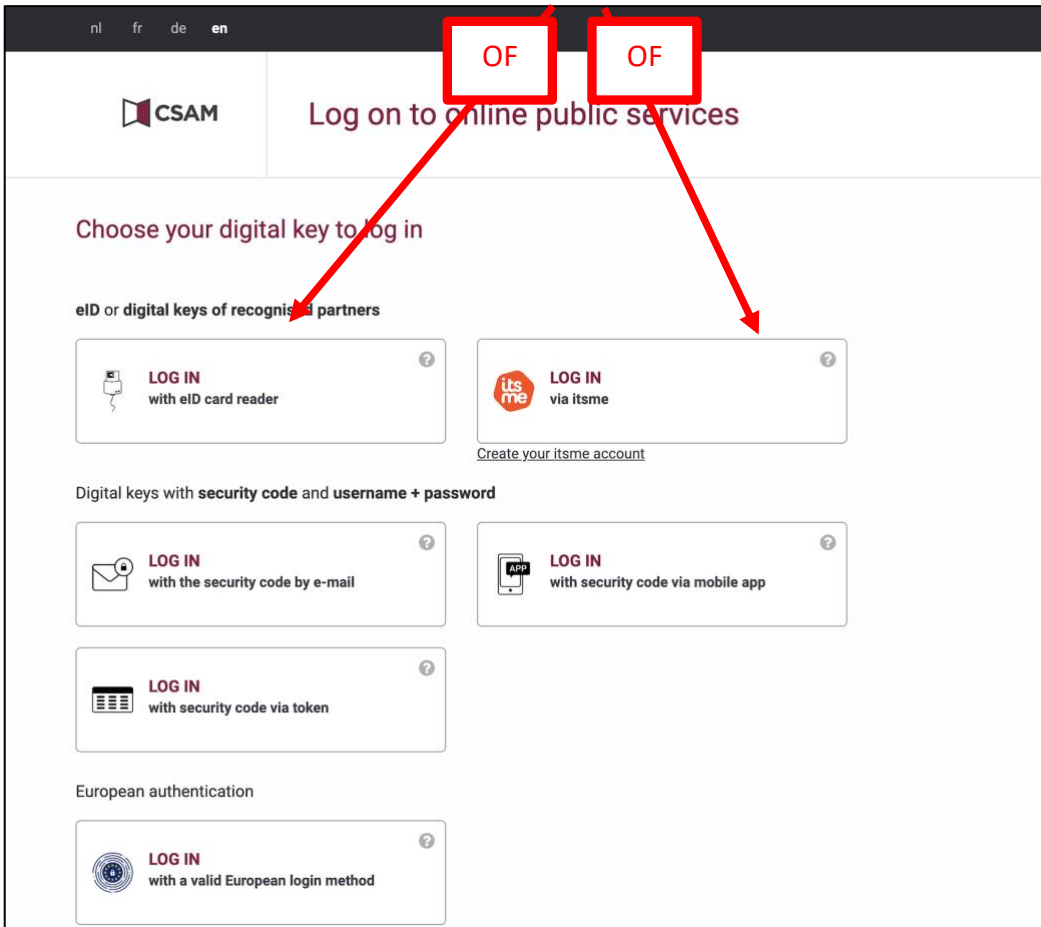 nl fr de en
OF OF
CSAM
Log on to online public services
Choose your digital key to log in
eID or digital keys of recognised partners
LOG IN
with eID card reader
its
me
LOG IN
via itsme
Create your itsme account
Digital keys with security code and username + password
LOG IN
with the security code by e-mail
APP
LOG IN
with security code via mobile app
LOG IN
with security code via token
European authentication
LOG IN
with a valid European login method